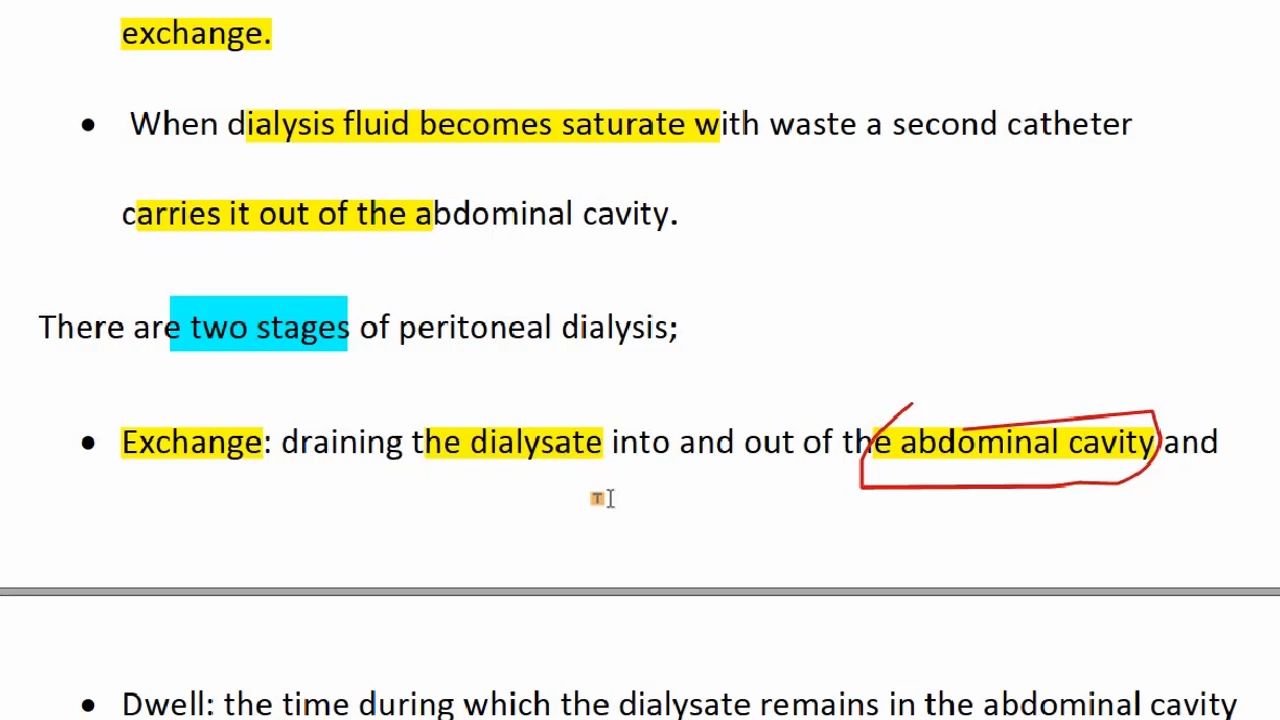 exchange.
• When dialysis fluid becomes saturate with waste a second catheter
carries it out of the abdominal cavity.
There are two stages of peritoneal dialysis;
• Exchange: draining the dialysate into and out of the abdominal cavity and
T
• Dwell: the time during which the dialysate remains in the abdominal cavity